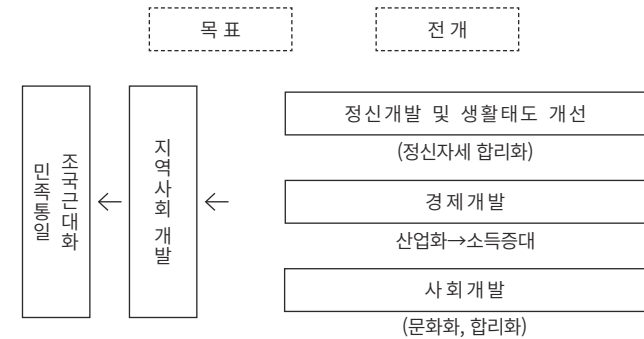 목표
전개
민족통일
조국근대화
지역사회 개발
정신개발 및 생활태도 개선
(정신자세 합리화)
경제개발
산업화→소득증대
사회개발
(문화화, 합리화)